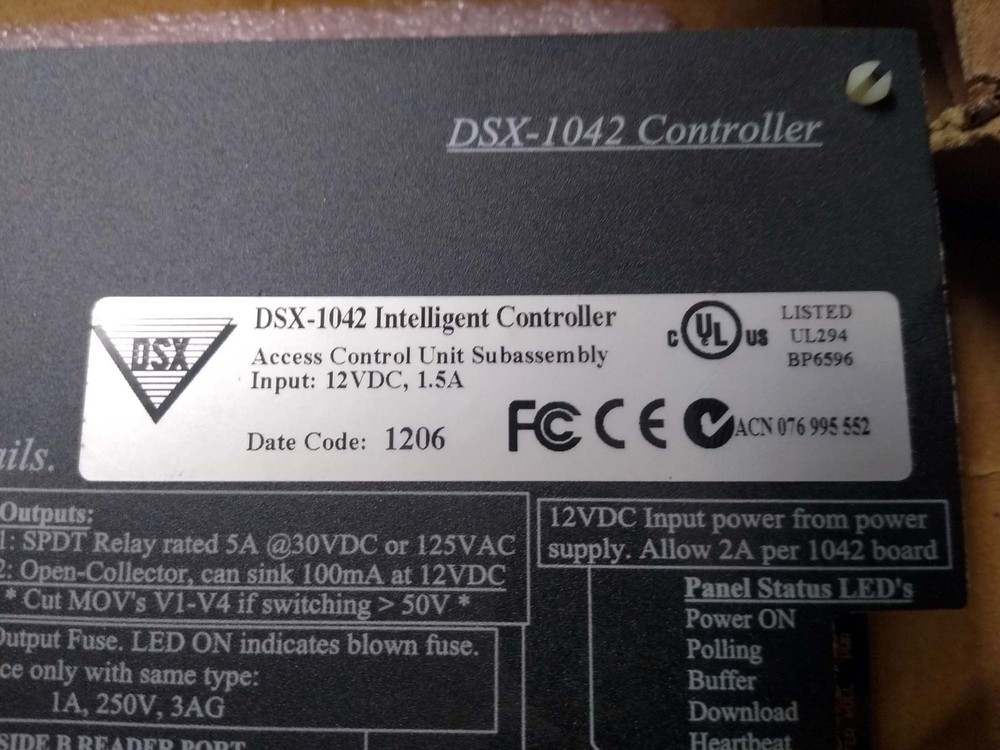 DSX-1042 Controller
DSX
DSX-1042 Intelligent Controller
Access Control Unit Subassembly
Input: 12VDC, 1.5A
Date Code: 1206
C UL US
LISTED
UL294
BP6596
FC CE ACN 076 995 552
ils.
Outputs:
1: SPDT Relay rated 5A @30VDC or 125VAC
2: Open-Collector, can sink 100mA at 12VDC
* Cut MOV's V1-V4 if switching > 50V *
Output Fuse. LED ON indicates blown fuse.
ce only with same type:
1A, 250V, 3AG
SIDE B READER PORT
12VDC Input power from power
supply. Allow 2A per 1042 board
Panel Status LED's
Power ON
Polling
Buffer
Download
Heartbeat